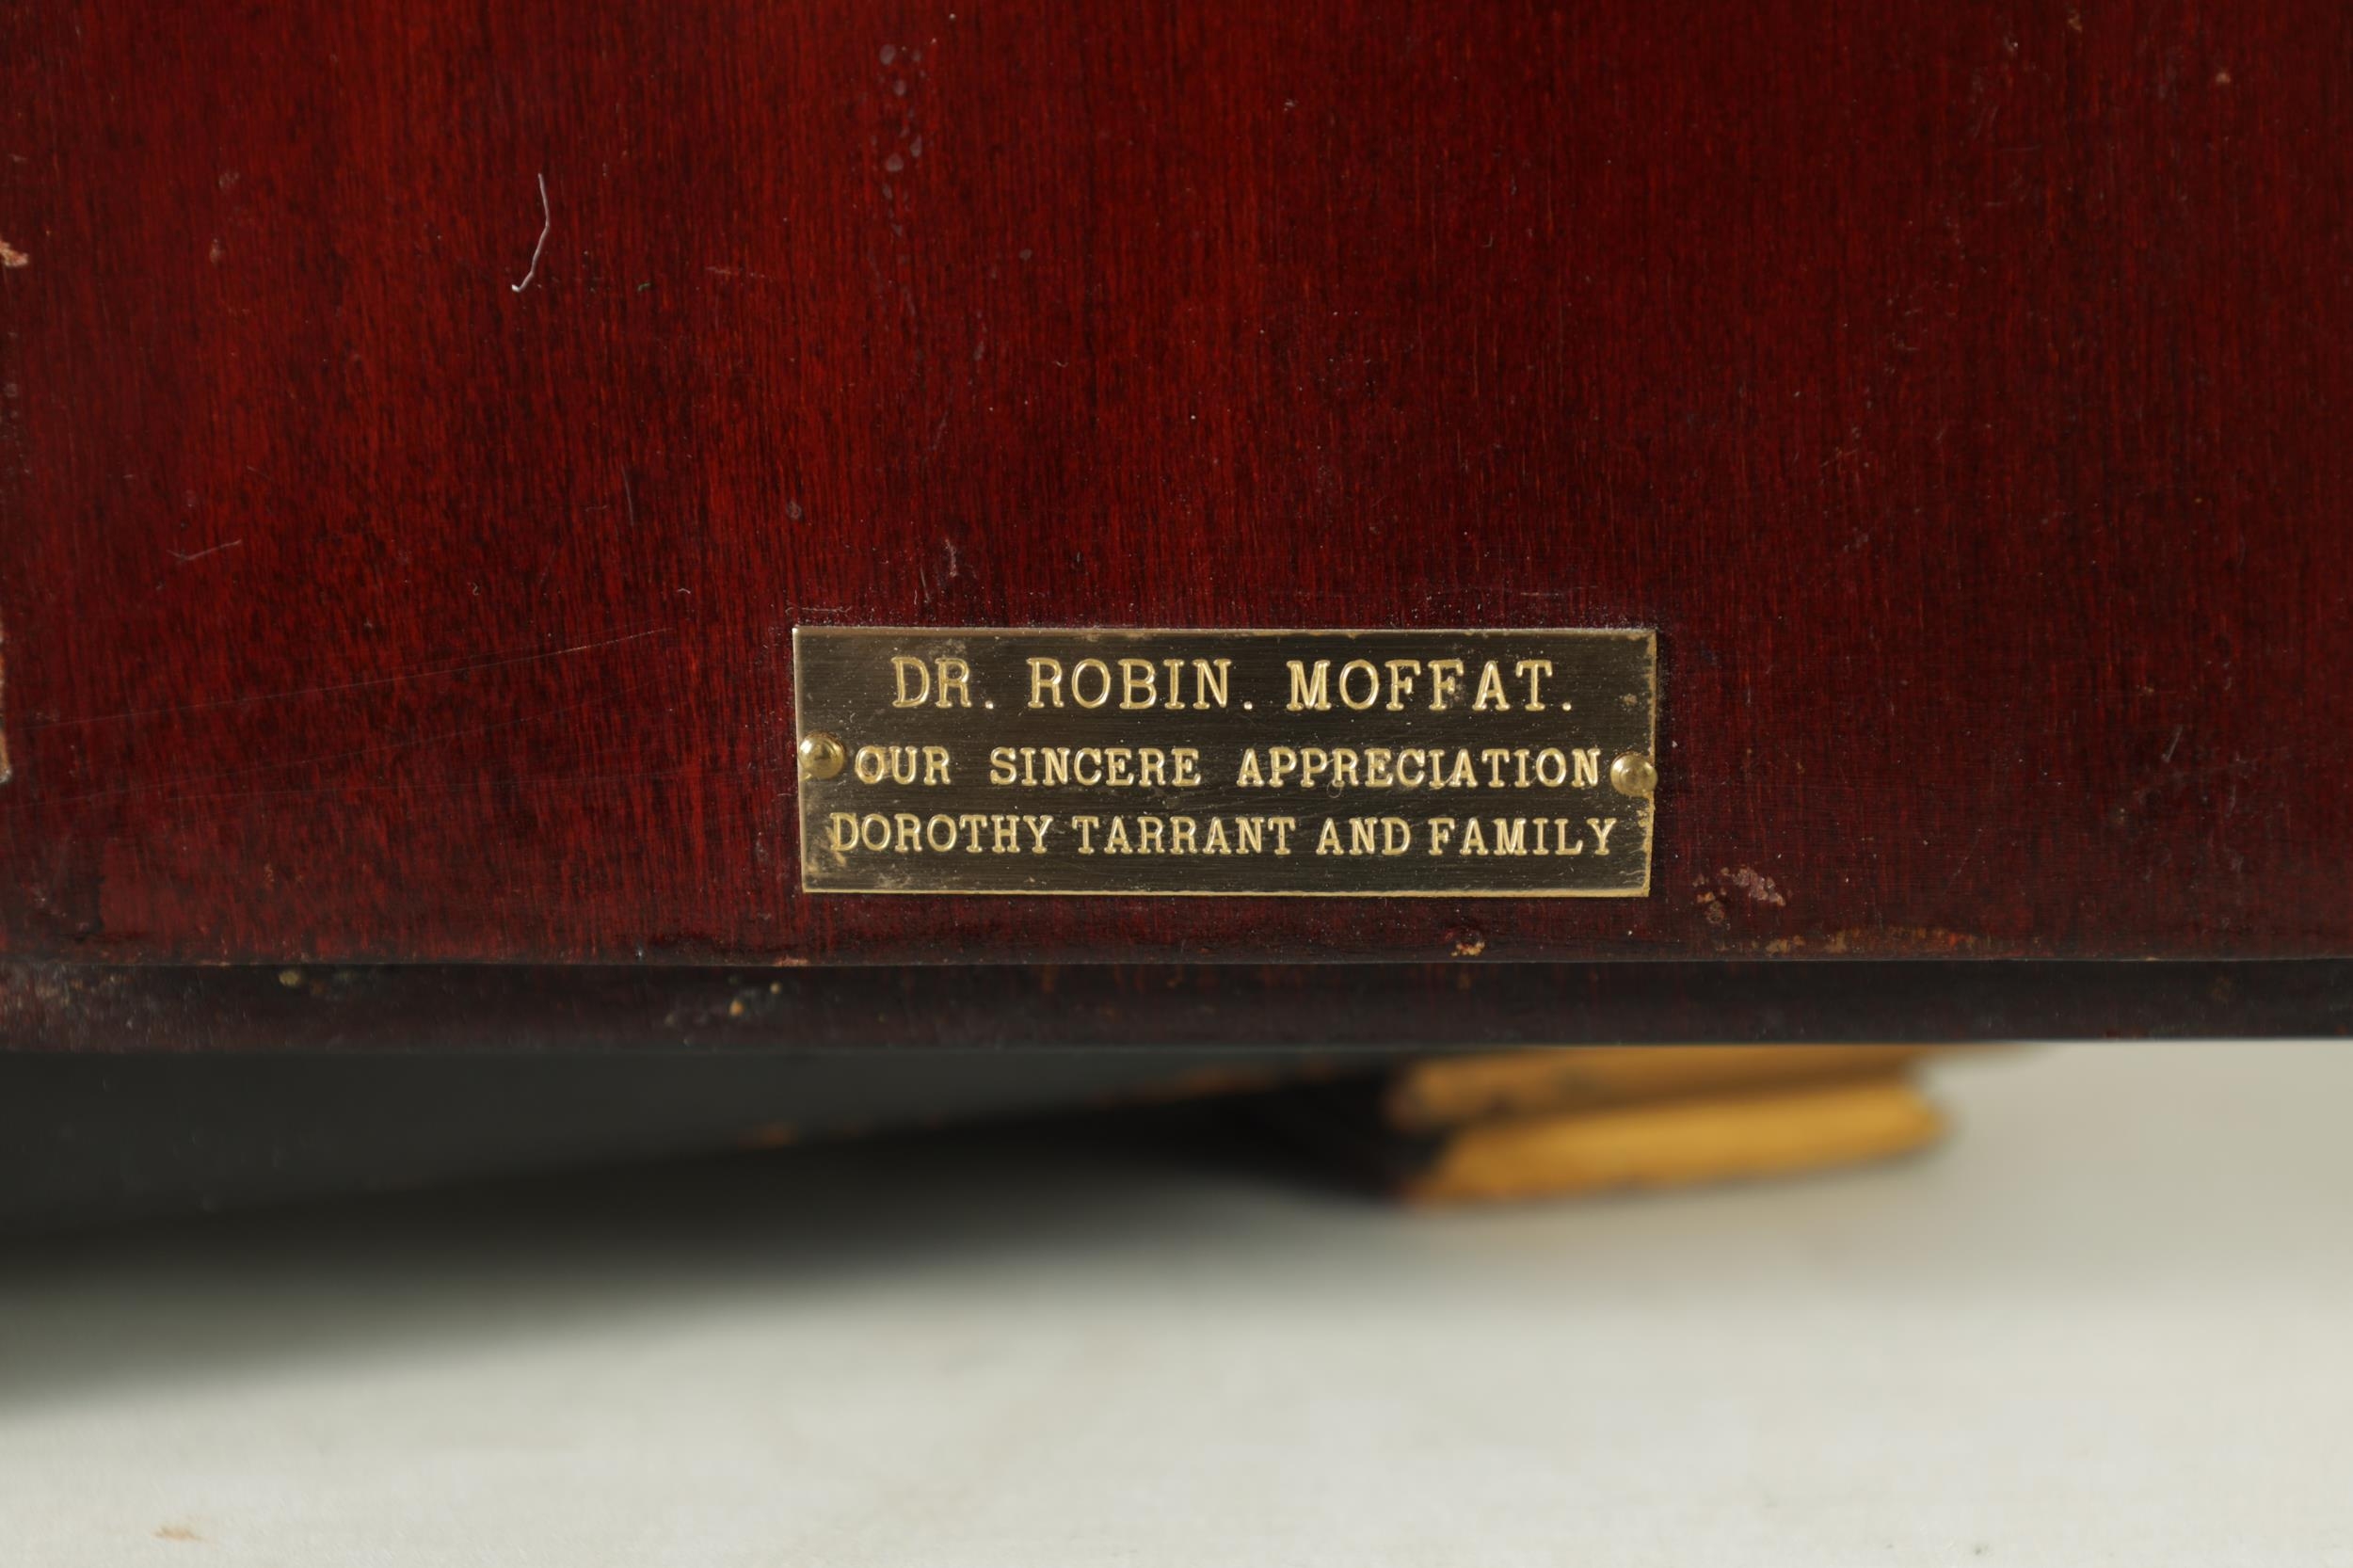 DR. ROBIN. MOFFAT.
OUR SINCERE APPRECIATION
DOROTHY TARRANT AND FAMILY